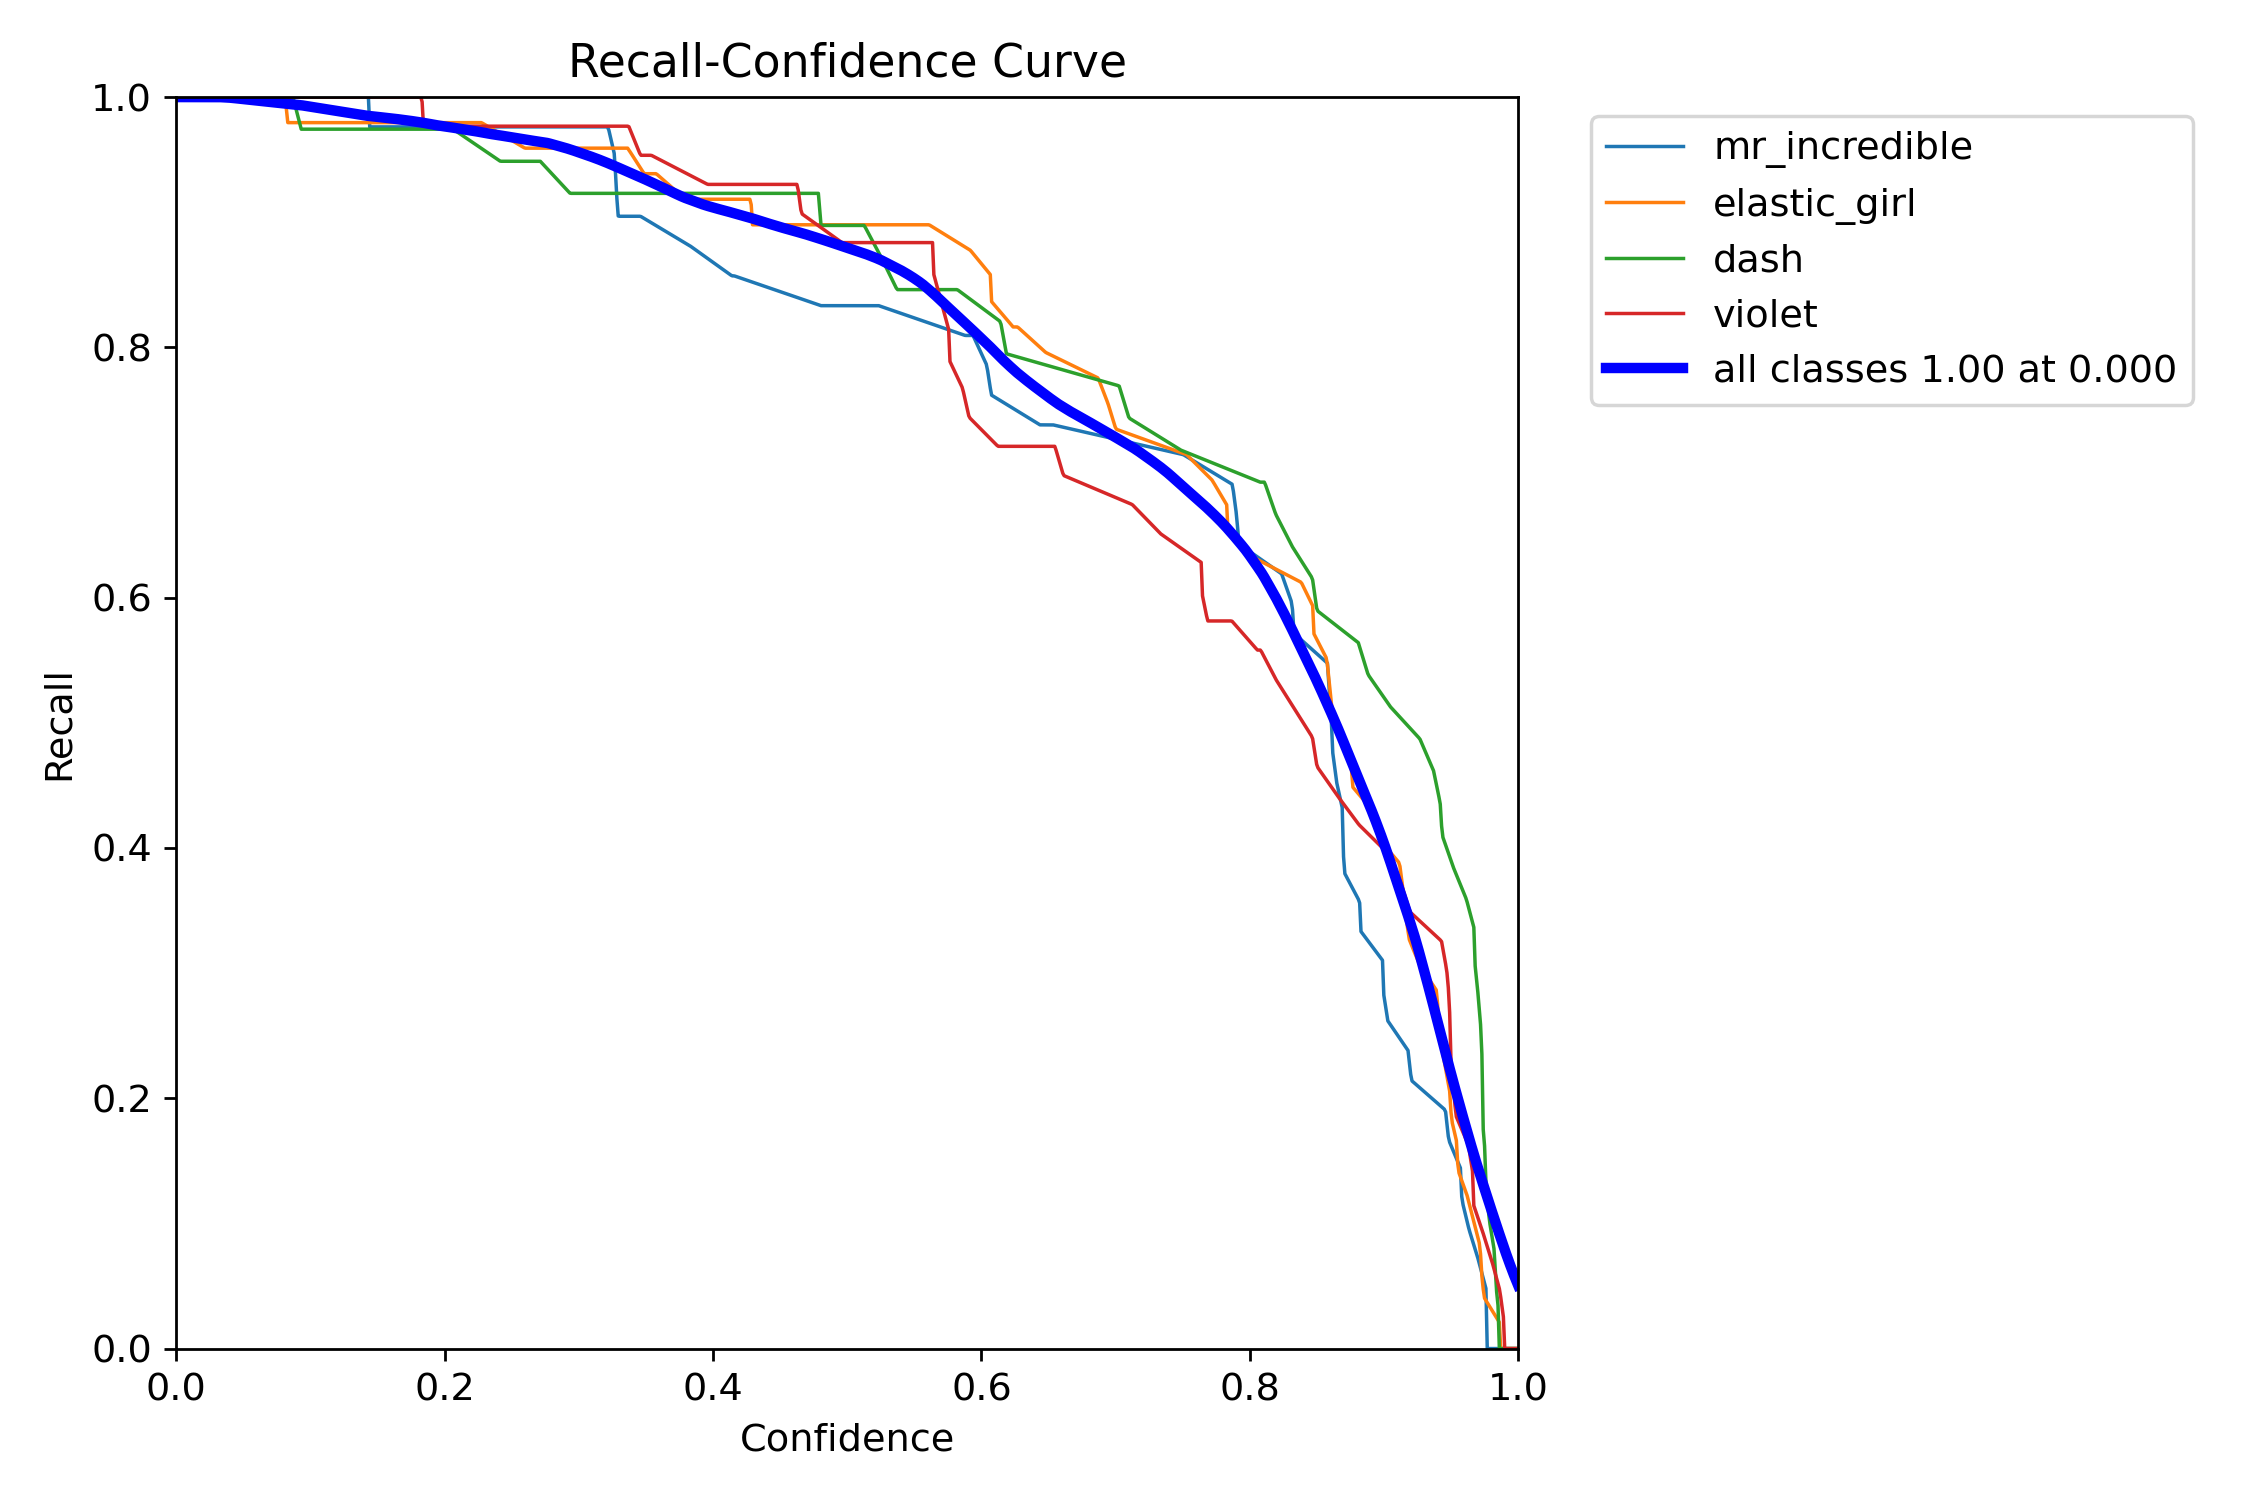 Recall-Confidence Curve
1.0
0.8
0.6
0.4
0.2
0.0
Recall
0.0 0.2 0.4 0.6 0.8 1.0
Confidence
mr_incredible
elastic_girl
dash
violet
all classes 1.00 at 0.000